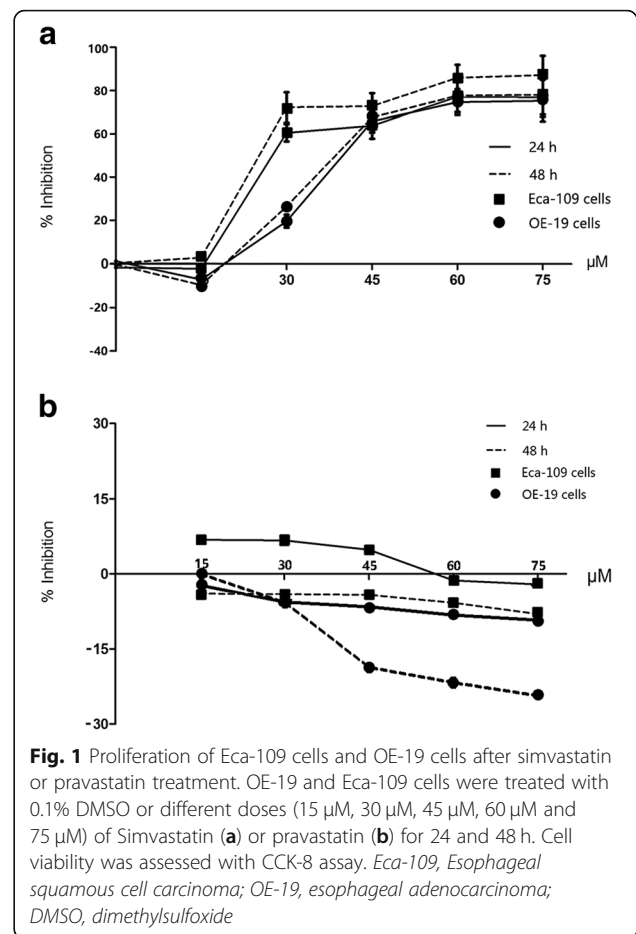 a
100
80
60
40
20
0
-20
-40
% Inhibition
30 45 60 75
µM
24 h
48 h
Eca-109 cells
OE-19 cells
b
30
15
0
-15
-30
% Inhibition
15 30 45 60 75
µM
24 h
48 h
Eca-109 cells
OE-19 cells
Fig. 1 Proliferation of Eca-109 cells and OE-19 cells after simvastatin
or pravastatin treatment. OE-19 and Eca-109 cells were treated with
0.1% DMSO or different doses (15 µM, 30 µM, 45 µM, 60 µM and
75 µM) of Simvastatin (a) or pravastatin (b) for 24 and 48 h. Cell
viability was assessed with CCK-8 assay. Eca-109, Esophageal
squamous cell carcinoma; OE-19, esophageal adenocarcinoma;
DMSO, dimethylsulfoxide